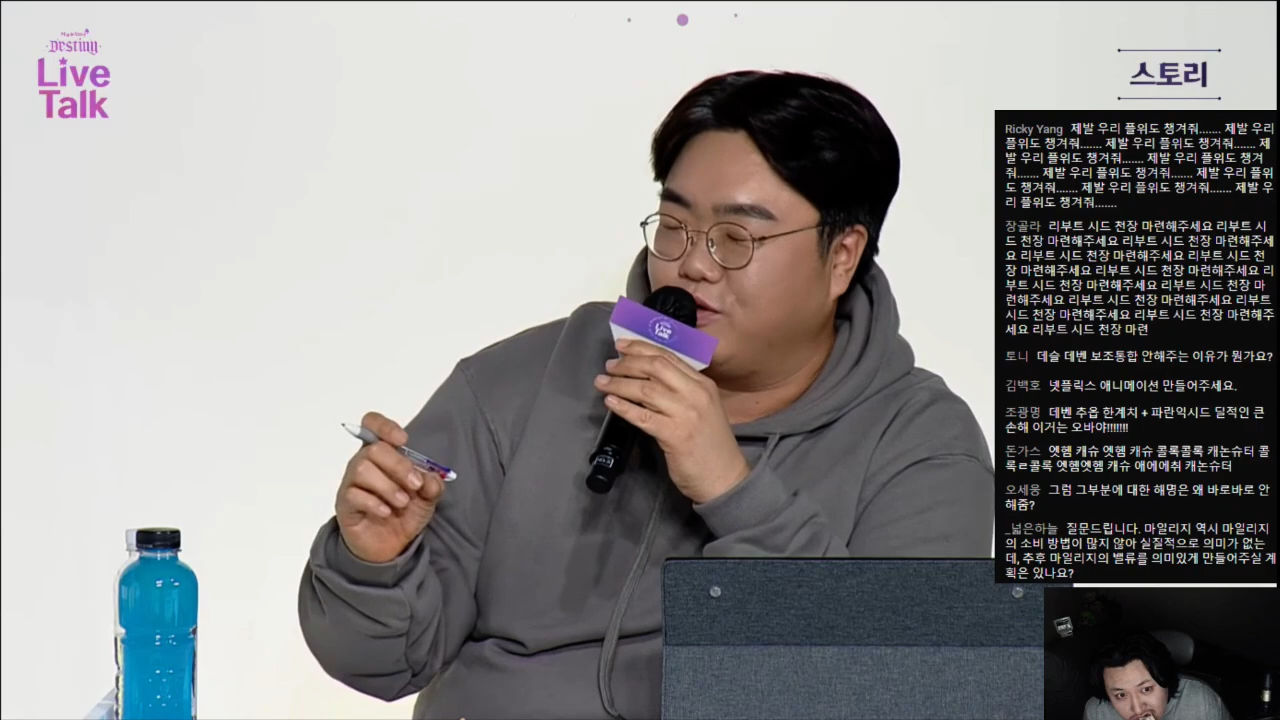 Destiny
Live
Talk
스토리
Ricky Yang 제발 우리 플위도 챙겨줘....... 제발 우리
플위도 챙겨줘....... 제발 우리 플위도 챙겨줘....... 제
발 우리 플위도 챙겨줘....... 제발 우리 플위도 챙겨
줘....... 제발 우리 플위도 챙겨줘....... 제발 우리 플위
도 챙겨줘....... 제발 우리 플위도 챙겨줘....... 제발 우
리 플위도 챙겨줘.......
장골라 리부트 시드 천장 마련해주세요 리부트 시
드 천장 마련해주세요 리부트 시드 천장 마련해주세
요 리부트 시드 천장 마련해주세요 리부트 시드 천
장 마련해주세요 리부트 시드 천장 마련해주세요 리
부트 시드 천장 마련해주세요 리부트 시드 천장 마
련해주세요 리부트 시드 천장 마련해주세요 리부트
시드 천장 마련해주세요 리부트 시드 천장 마련해주
세요 리부트 시드 천장 마련
토니 데슬 데벤 보조통합 안해주는 이유가 뭔가요?
김백호 넷플릭스 애니메이션 만들어주세요.
조광명 데벤 추옵 한계치 + 파란익시드 딜적인 큰
손해 이거는 오바야!!!!!!!
돈가스 엣헴 캐슈 엣헴 캐슈 콜록콜록 캐논슈터 콜
록ㄹ콜록 엣헴엣헴 캐슈 애에에취 캐논슈터
오세웅 그럼 그부분에 대한 해명은 왜 바로바로 안
해줌?
_넓은하늘 질문드립니다. 마일리지 역시 마일리지
의 소비 방법이 많지 않아 실질적으로 의미가 없는
데, 추후 마일리지의 밸류를 의미있게 만들어주실 계
획은 있나요?
Live
Talk